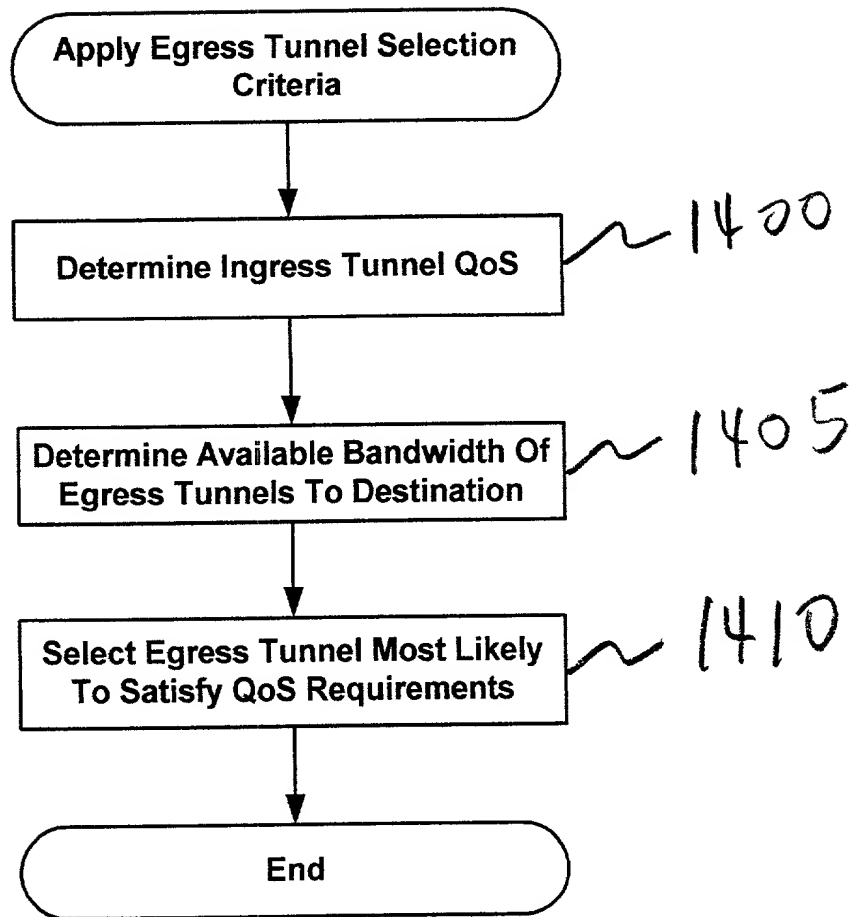 Apply Egress Tunnel Selection
Criteria
1400
Determine Ingress Tunnel QoS
1405
Determine Available Bandwidth Of
Egress Tunnels To Destination
1410
Select Egress Tunnel Most Likely
To Satisfy QoS Requirements
End